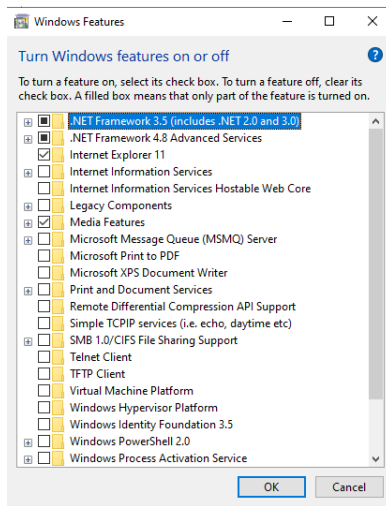 Windows Features
Turn Windows features on or off
To turn a feature on, select its check box. To turn a feature off, clear its
check box. A filled box means that only part of the feature is turned on.
.NET Framework 3.5 (includes .NET 2.0 and 3.0)
.NET Framework 4.8 Advanced Services
Internet Explorer 11
Internet Information Services
Internet Information Services Hostable Web Core
Legacy Components
Media Features
Microsoft Message Queue (MSMQ) Server
Microsoft Print to PDF
Microsoft XPS Document Writer
Print and Document Services
Remote Differential Compression API Support
Simple TCPIP services (i.e. echo, daytime etc)
SMB 1.0/CIFS File Sharing Support
Telnet Client
TFTP Client
Virtual Machine Platform
Windows Hypervisor Platform
Windows Identity Foundation 3.5
Windows PowerShell 2.0
Windows Process Activation Service
OK Cancel